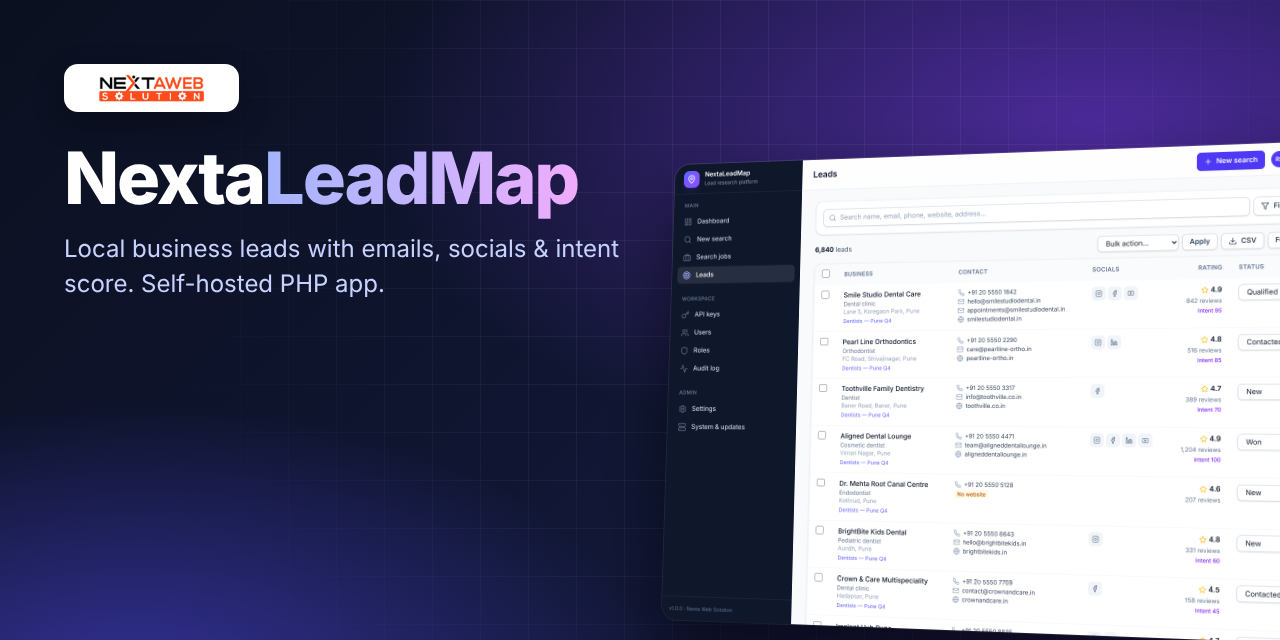 NEXTAWEB
SOLUTION
NextaLeadMap
Local business leads with emails, socials & intent
score. Self-hosted PHP app.
NextaLeadMap
Lead research platform
MAIN
Dashboard
New search
Search jobs
Leads
WORKSPACE
API keys
Users
Roles
Audit log
ADMIN
Settings
System & updates
v1.0.0 · Nexta Web Solution
Leads
+ New search
Search name, email, phone, website, address...
6,840 leads
Bulk action...
Apply
CSV
BUSINESS CONTACT SOCIALS RATING STATUS
Smile Studio Dental Care
Dental clinic
Lane 5, Koregaon Park, Pune
Dentists — Pune Q4
+91 20 5550 1842
hello@smilestudiodental.in
appointments@smilestudiodental.in
smilestudiodental.in
4.9
842 reviews
Intent 95
Qualified
Pearl Line Orthodontics
Orthodontist
FC Road, Shivajinagar, Pune
Dentists — Pune Q4
+91 20 5550 2290
care@pearlline-ortho.in
pearlline-ortho.in
4.8
516 reviews
Intent 85
Contacted
Toothville Family Dentistry
Dentist
Baner Road, Baner, Pune
Dentists — Pune Q4
+91 20 5550 3317
info@toothville.co.in
toothville.co.in
4.7
389 reviews
Intent 70
New
Aligned Dental Lounge
Cosmetic dentist
Viman Nagar, Pune
Dentists — Pune Q4
+91 20 5550 4471
team@aligneddentallounge.in
aligneddentallounge.in
4.9
1,204 reviews
Intent 100
Won
Dr. Mehta Root Canal Centre
Endodontist
Kothrud, Pune
Dentists — Pune Q4
+91 20 5550 5128
No website
4.6
207 reviews
New
BrightBite Kids Dental
Pediatric dentist
Aundh, Pune
Dentists — Pune Q4
+91 20 5550 6643
hello@brightbitekids.in
brightbitekids.in
4.8
331 reviews
Intent 60
New
Crown & Care Multispeciality
Dental clinic
Hadapsar, Pune
Dentists — Pune Q4
+91 20 5550 7709
contact@crownandcare.in
crownandcare.in
4.5
158 reviews
Intent 45
Contacted